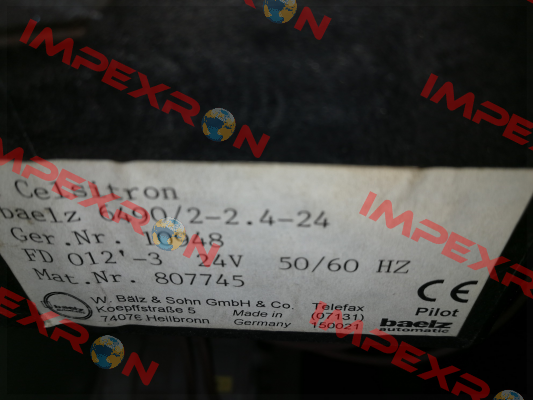 Celsitron
baelz 6490/2-2.4-24
Ger.Nr. 10948
FD 012'-3 24V 50/60 HZ
Mat.Nr. 807745
CE
Pilot
baelz
automatic
W. Bälz & Sohn GmbH & Co.
Koepffstraße 5
74076 Heilbronn
Made in
Germany
Telefax
(07131)
150021
IMPEXRON
IMPEXRON
IMPEXRON
IMPEXRON
IMPEXRON
IMPEXRON